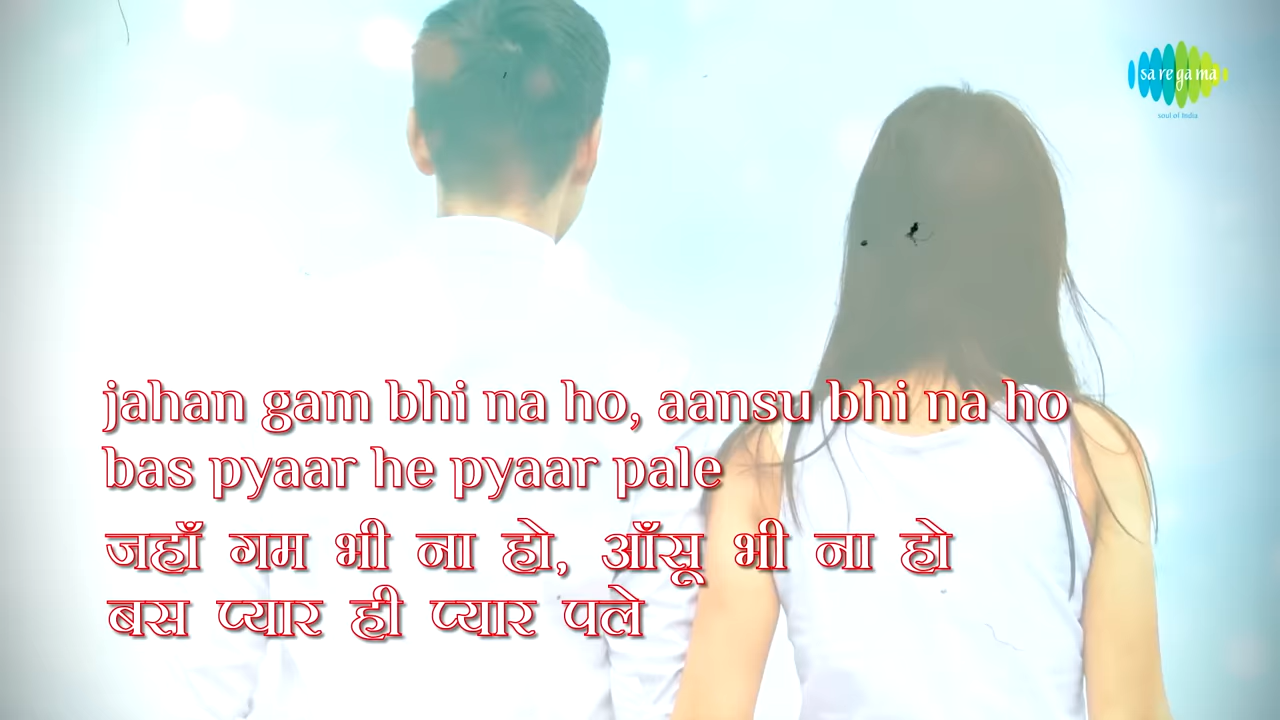 sa re ga ma
soul of India
jahan gam bhi na ho, aansu bhi na ho
bas pyaar he pyaar pale
जहाँ गम भी ना हो, आँसू भी ना हो
बस प्यार ही प्यार पले